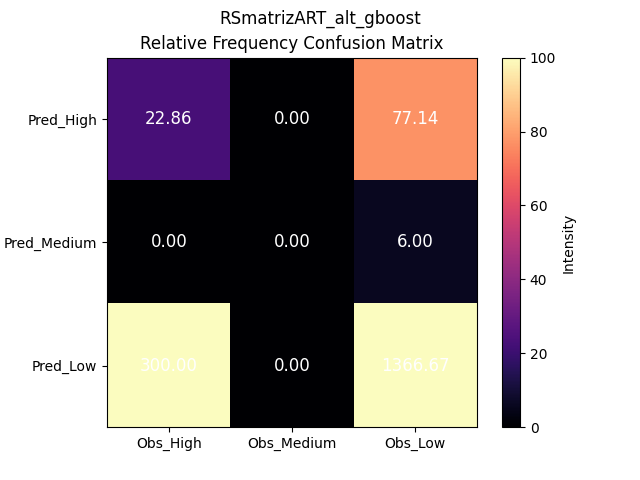 RSmatrizART_alt_gboost
Relative Frequency Confusion Matrix
Pred_High 22.86 0.00 77.14
Pred_Medium 0.00 0.00 6.00
Pred_Low 300.00 0.00 1366.67
Obs_High Obs_Medium Obs_Low
100
80
60
40
20
0
Intensity